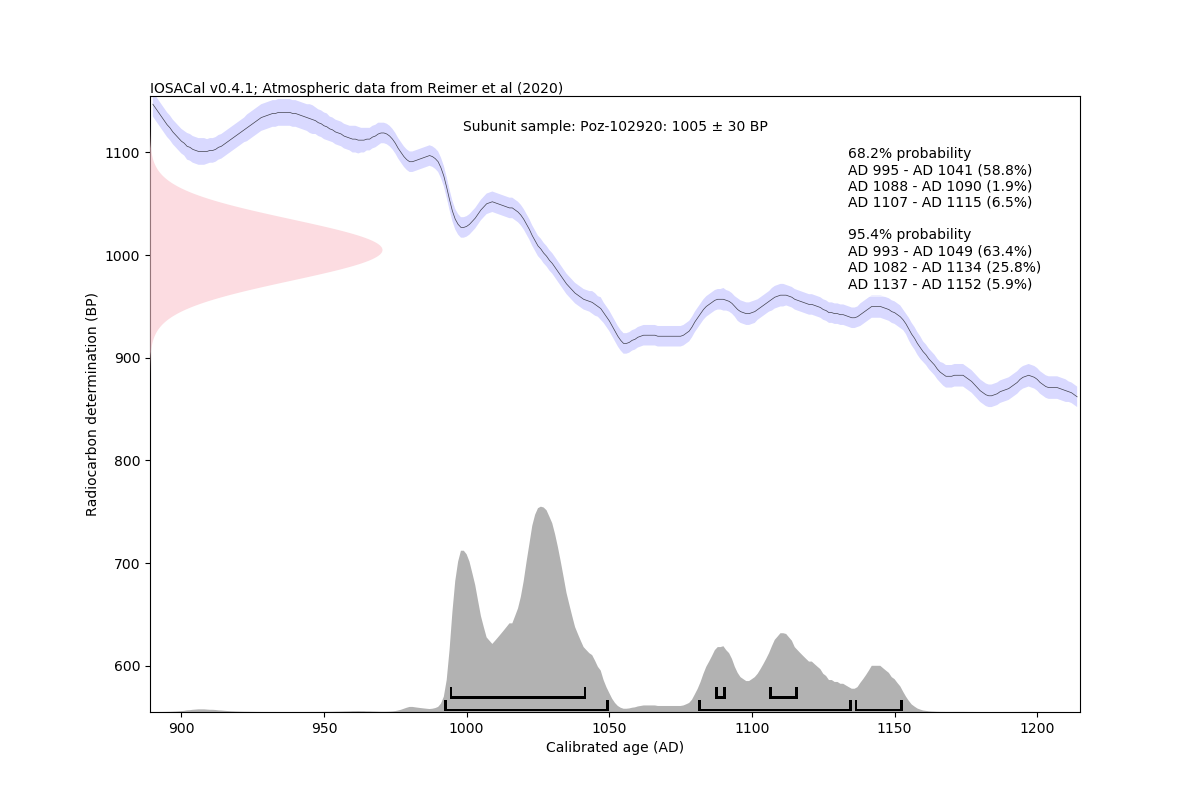 IOSACal v0.4.1; Atmospheric data from Reimer et al (2020)
Subunit sample: Poz-102920: 1005 ± 30 BP
68.2% probability
AD 995 - AD 1041 (58.8%)
AD 1088 - AD 1090 (1.9%)
AD 1107 - AD 1115 (6.5%)
95.4% probability
AD 993 - AD 1049 (63.4%)
AD 1082 - AD 1134 (25.8%)
AD 1137 - AD 1152 (5.9%)
Radiocarbon determination (BP)
1100
1000
900
800
700
600
900 950 1000 1050 1100 1150 1200
Calibrated age (AD)